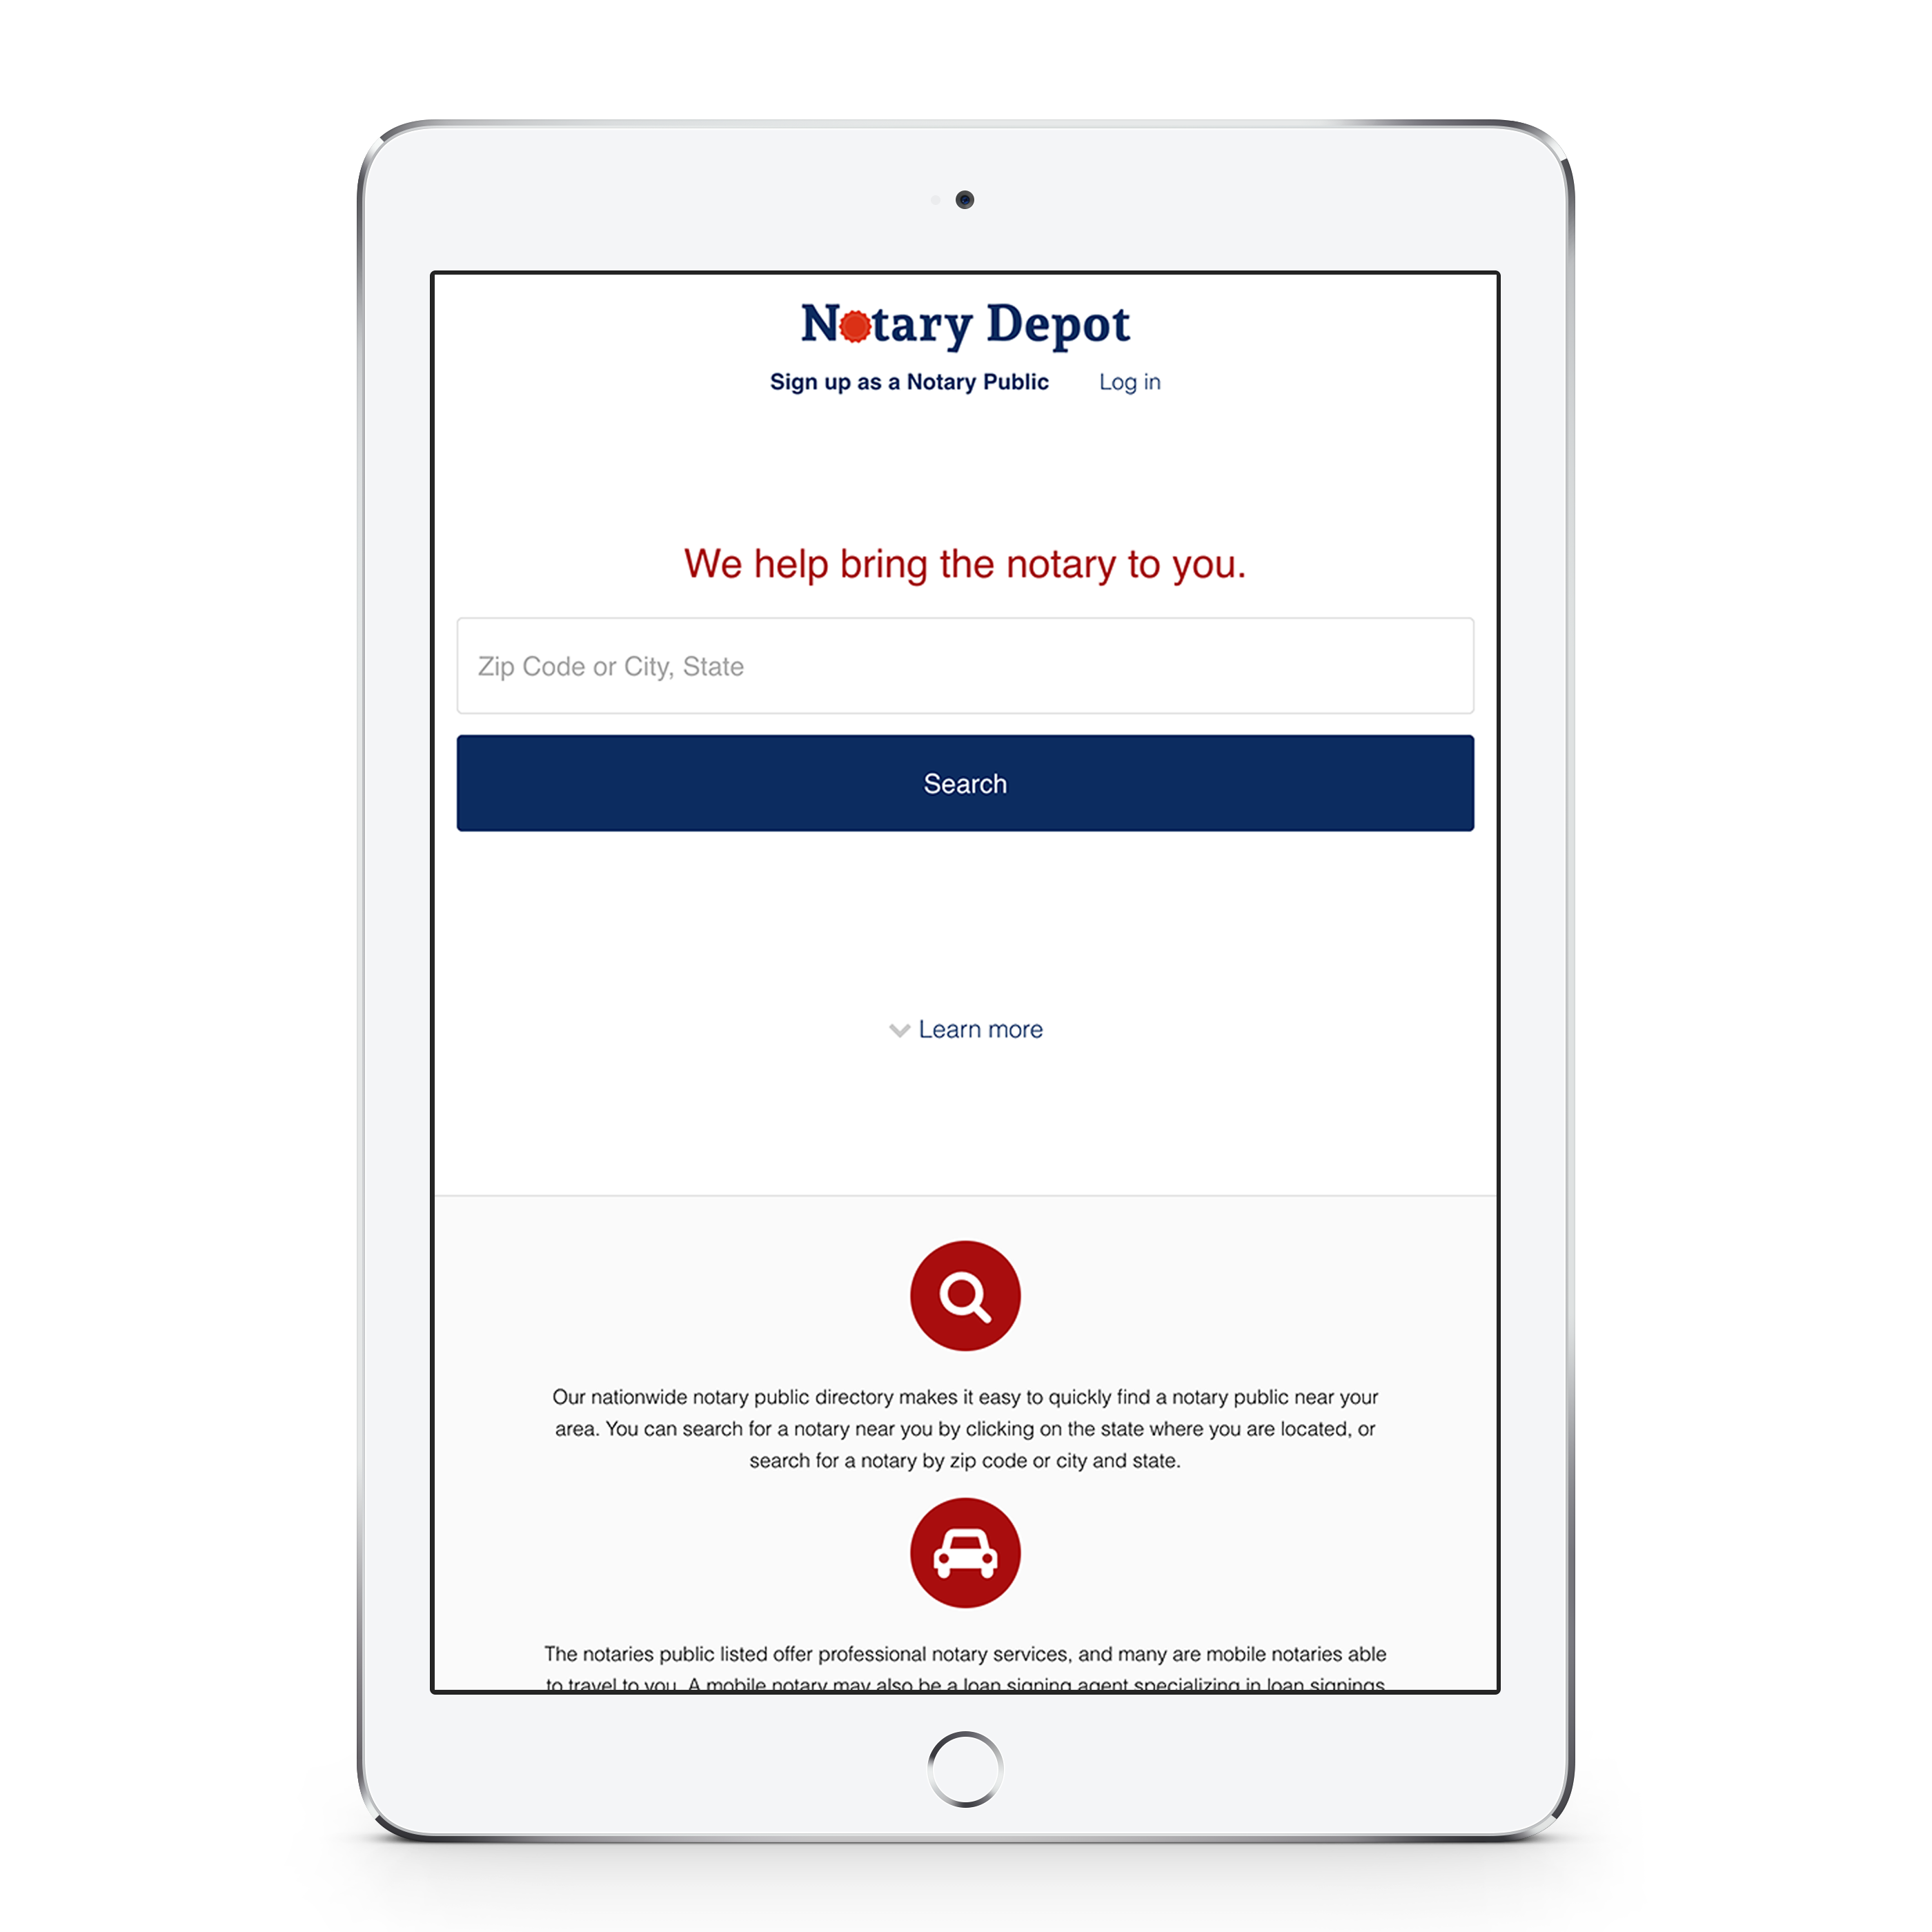 Notary Depot
Sign up as a Notary Public Log in
We help bring the notary to you.
Zip Code or City, State
Search
Learn more
Our nationwide notary public directory makes it easy to quickly find a notary public near your
area. You can search for a notary near you by clicking on the state where you are located, or
search for a notary by zip code or city and state.
The notaries public listed offer professional notary services, and many are mobile notaries able
to travel to you. A mobile notary may also be a loan signing agent specializing in loan signings